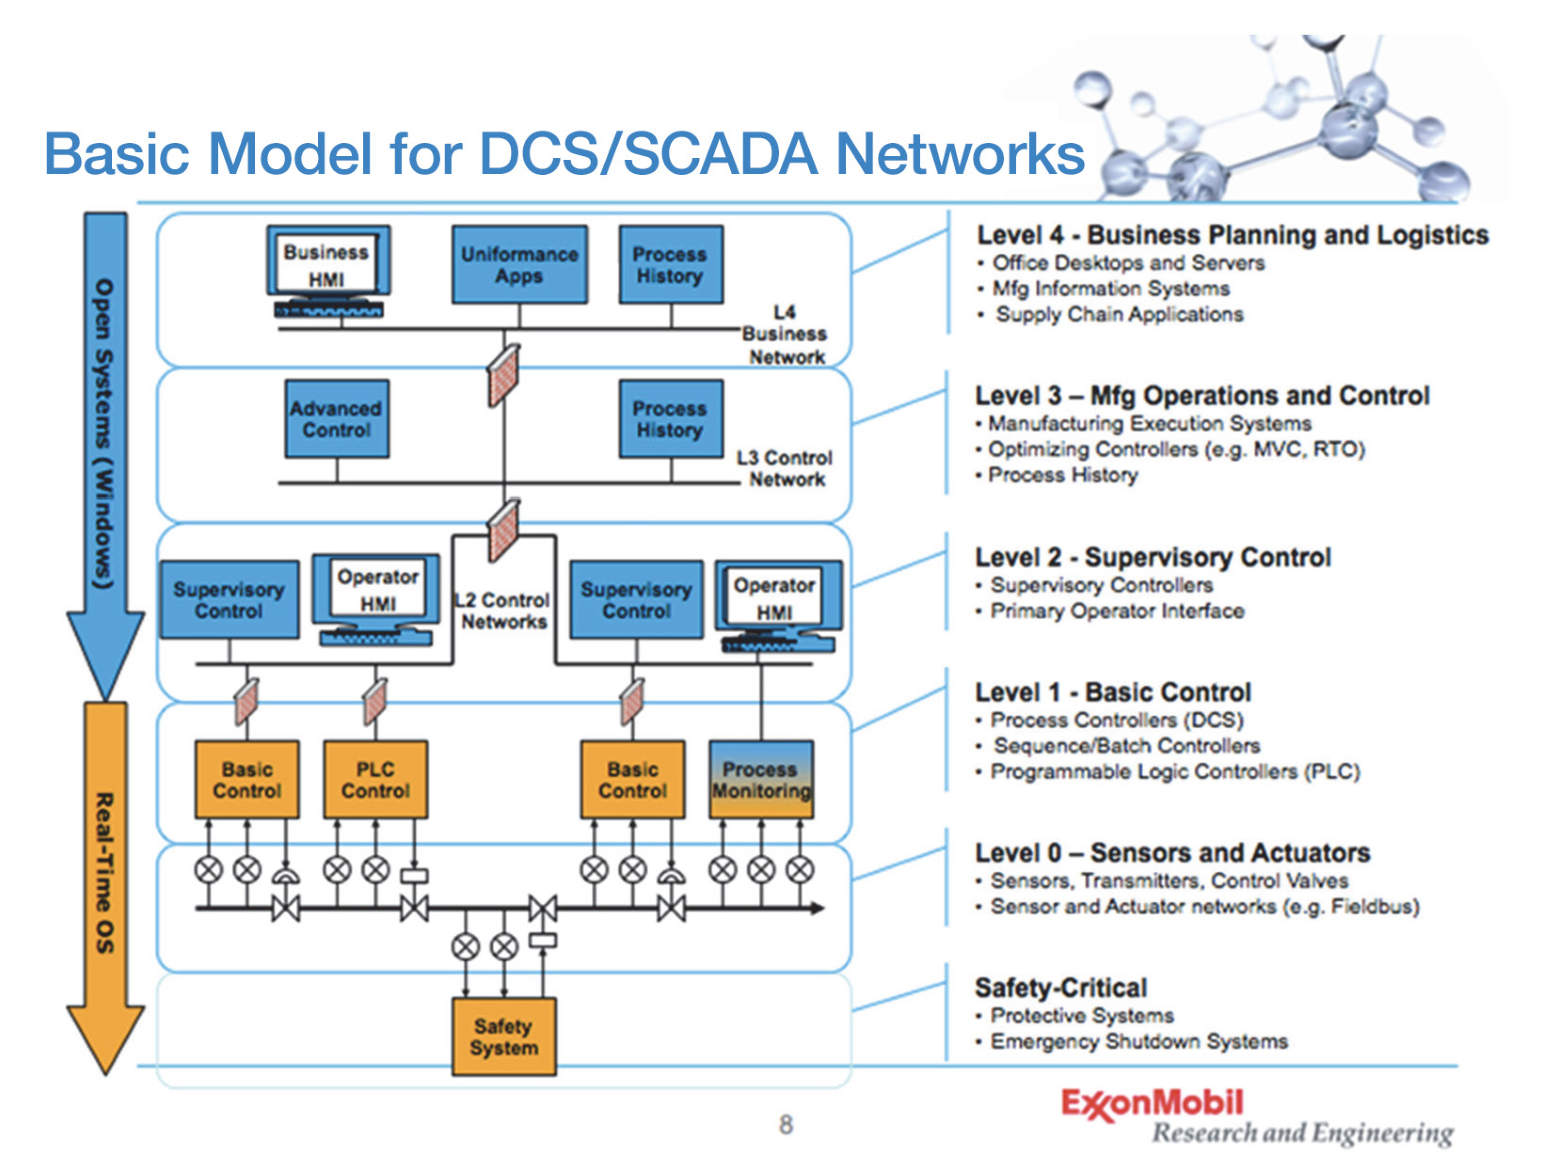 Basic Model for DCS/SCADA Networks
Open Systems (Windows)
Real-Time OS
Business
HMI
Uniformance
Apps
Process
History
L4
Business
Network
Level 4 - Business Planning and Logistics
• Office Desktops and Servers
• Mfg Information Systems
• Supply Chain Applications
Advanced
Control
Process
History
L3 Control
Network
Level 3 – Mfg Operations and Control
• Manufacturing Execution Systems
• Optimizing Controllers (e.g. MVC, RTO)
• Process History
Supervisory
Control
Operator
HMI
L2 Control
Networks
Supervisory
Control
Operator
HMI
Level 2 - Supervisory Control
• Supervisory Controllers
• Primary Operator Interface
Basic
Control
PLC
Control
Basic
Control
Process
Monitoring
Level 1 - Basic Control
• Process Controllers (DCS)
• Sequence/Batch Controllers
• Programmable Logic Controllers (PLC)
Level 0 – Sensors and Actuators
• Sensors, Transmitters, Control Valves
• Sensor and Actuator networks (e.g. Fieldbus)
Safety
System
Safety-Critical
• Protective Systems
• Emergency Shutdown Systems
8
ExxonMobil
Research and Engineering